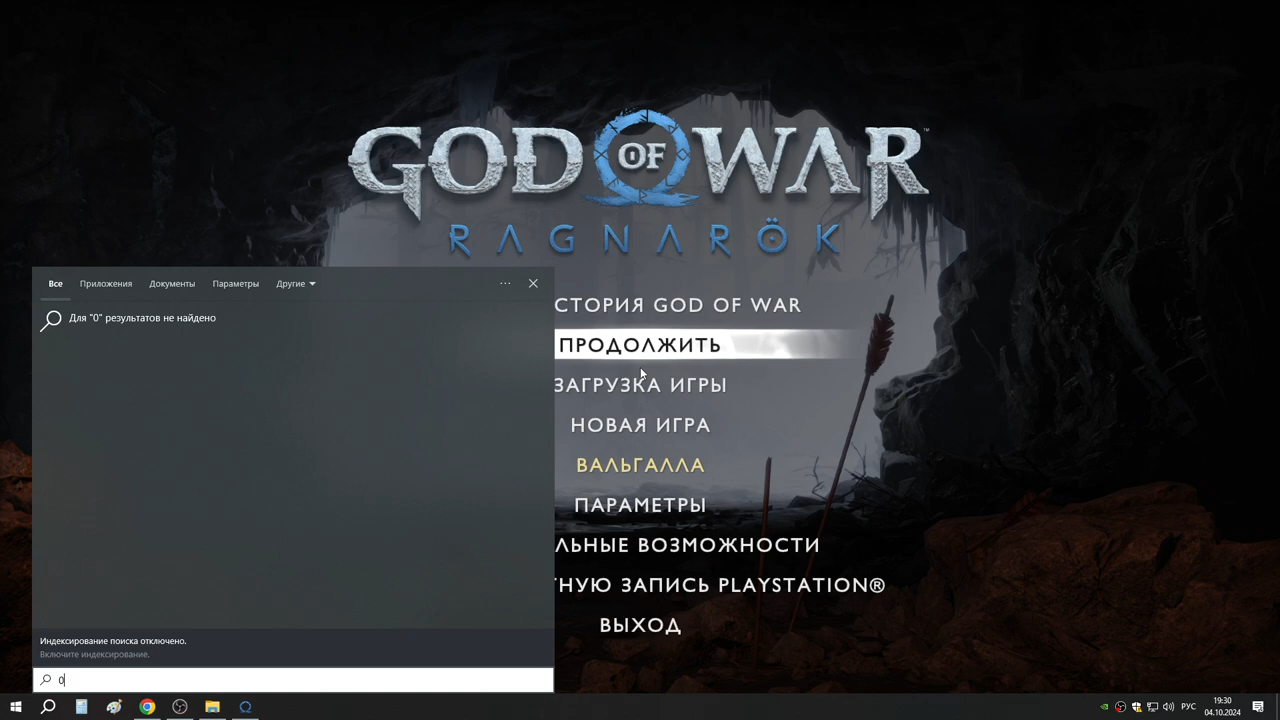 GOD OF WAR™
RAGNARÖK
Все Приложения Документы Параметры Другие
Для "0" результатов не найдено
СТОРИЯ GOD OF WAR
ПРОДОЛЖИТЬ
ЗАГРУЗКА ИГРЫ
НОВАЯ ИГРА
ВАЛЬГАЛЛА
ПАРАМЕТРЫ
ЛЬНЫЕ ВОЗМОЖНОСТИ
ТНУЮ ЗАПИСЬ PLAYSTATION®
ВЫХОД
Индексирование поиска отключено.
Включите индексирование.
0
РУС
19:30
04.10.2024